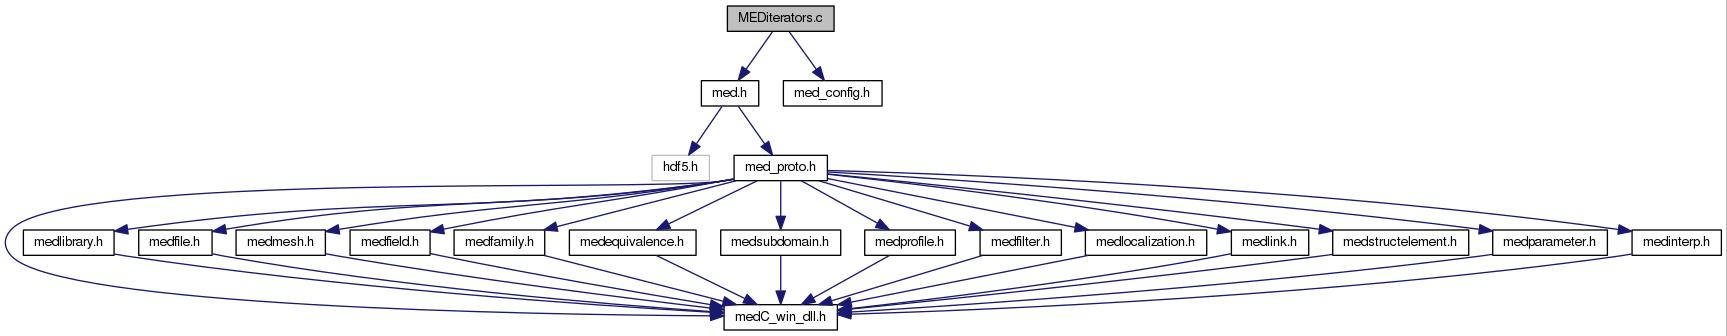 MEDiterators.c
med.h
med_config.h
hdf5.h
med_proto.h
medlibrary.h
medfile.h
medmesh.h
medfield.h
medfamily.h
medequivalence.h
medsubdomain.h
medprofile.h
medfilter.h
medlocalization.h
medlink.h
medstructelement.h
medparameter.h
medinterp.h
medC_win_dll.h